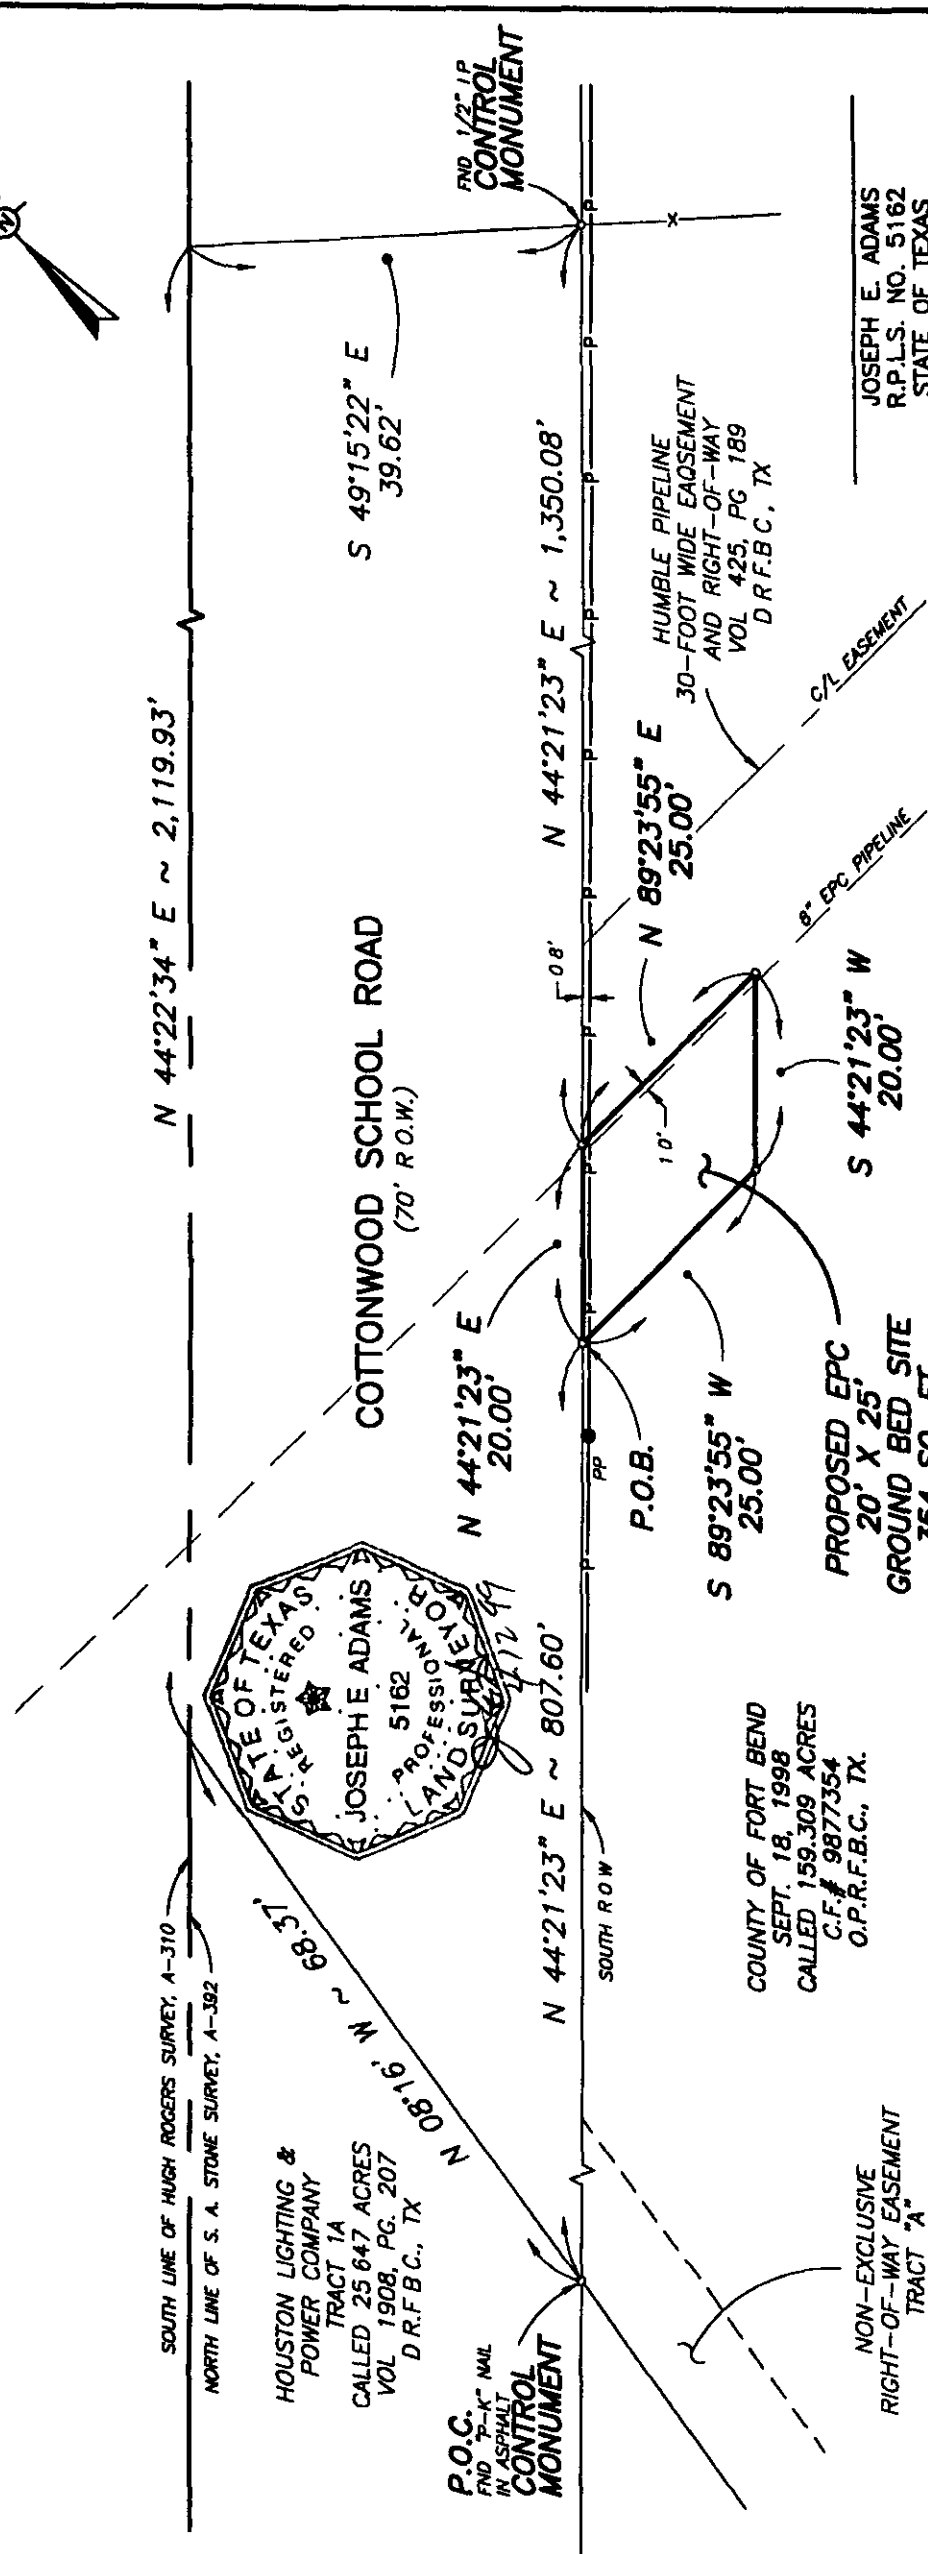 SOUTH LINE OF HUGH ROGERS SURVEY, A-310
NORTH LINE OF S. A. STONE SURVEY, A-392
N 44°22'34" E ~ 2,119.93'
HOUSTON LIGHTING &
POWER COMPANY
TRACT 1A
CALLED 25 647 ACRES
VOL 1908, PG. 207
D R.F B C., TX
N 08°16' W ~ 68.37'
STATE OF TEXAS
REGISTERED
JOSEPH E ADAMS
5162
PROFESSIONAL
LAND SURVEYOR
COTTONWOOD SCHOOL ROAD
(70' R O.W.)
S 49°15'22" E
39.62'
FND 1/2" I P
CONTROL
MONUMENT
P.O.C.
FND "P-K" NAIL
IN ASPHALT
CONTROL
MONUMENT
N 44°21'23" E ~ 807.60'
SOUTH R O W
N 44°21'23" E
20.00'
N 44°21'23" E ~ 1,350.08'
0 8'
PP
P
P
P
P
P
P
P
P
P
P
X
P.O.B.
1 0'
N 89°23'55" E
25.00'
S 89°23'55" W
25.00'
S 44°21'23" W
20.00'
HUMBLE PIPELINE
30-FOOT WIDE EAQSEMENT
AND RIGHT-OF-WAY
VOL 425, PG 189
D R F.B C, TX
C/L EASEMENT
8" EPC PIPELINE
PROPOSED EPC
20' X 25'
GROUND BED SITE
354 SQ. FT.
COUNTY OF FORT BEND
SEPT. 18, 1998
CALLED 159.309 ACRES
C.F.# 9877354
O.P.R.F.B.C., TX.
NON-EXCLUSIVE
RIGHT-OF-WAY EASEMENT
TRACT "A"
JOSEPH E. ADAMS
R.P.L.S. NO. 5162
STATE OF TEXAS